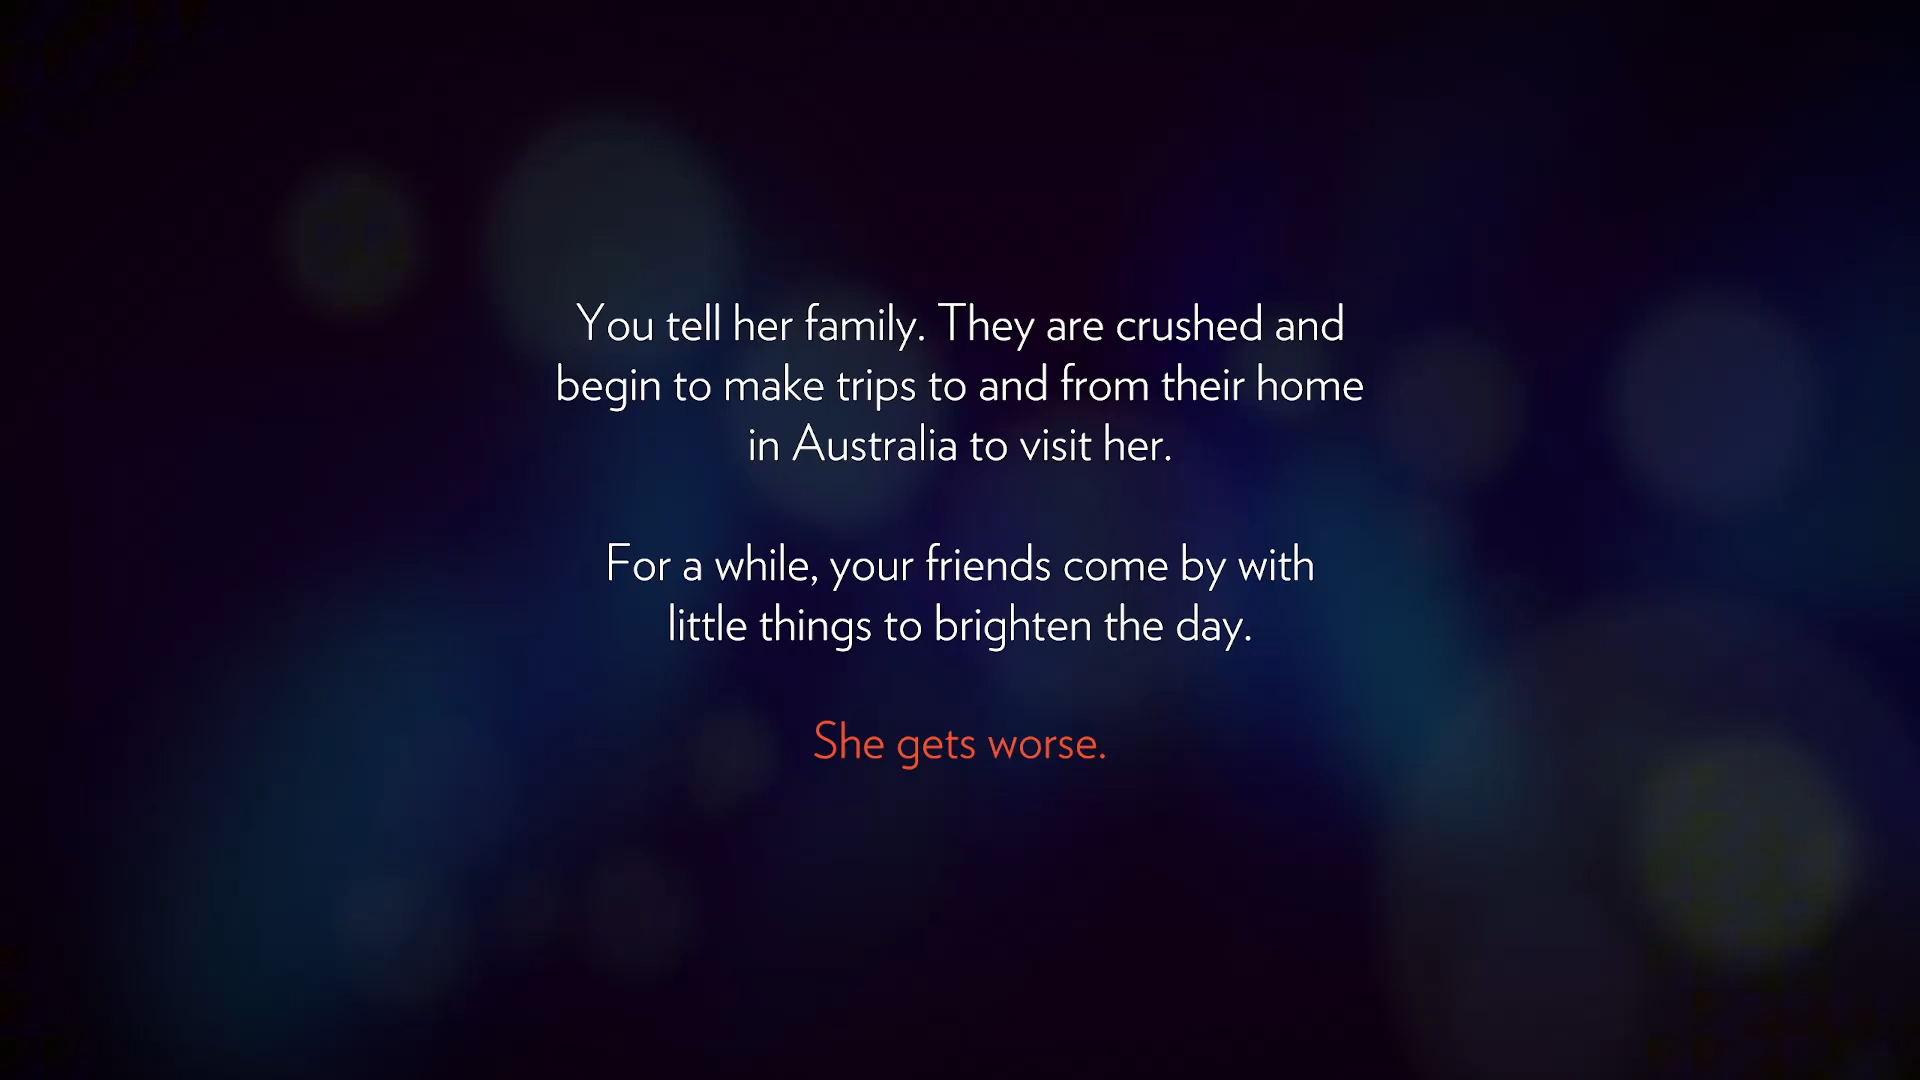 You tell her family. They are crushed and
begin to make trips to and from their home
in Australia to visit her.
For a while, your friends come by with
little things to brighten the day.
She gets worse.